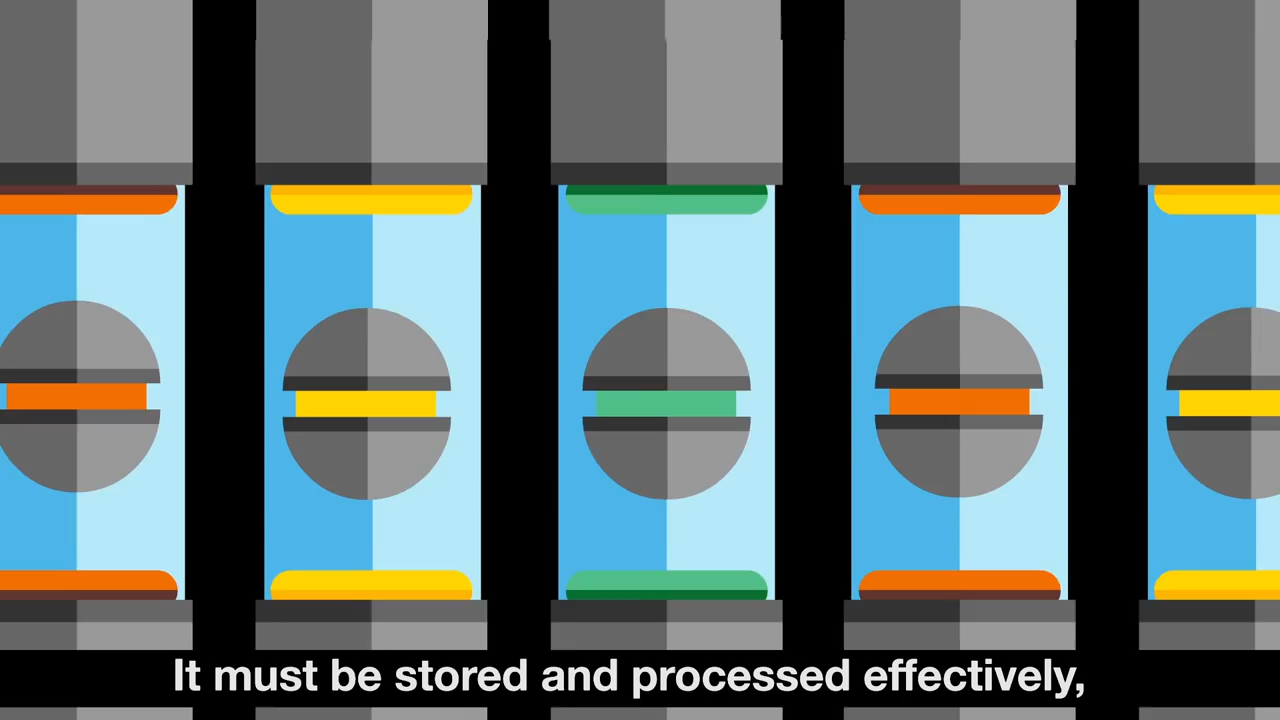 It must be stored and processed effectively,